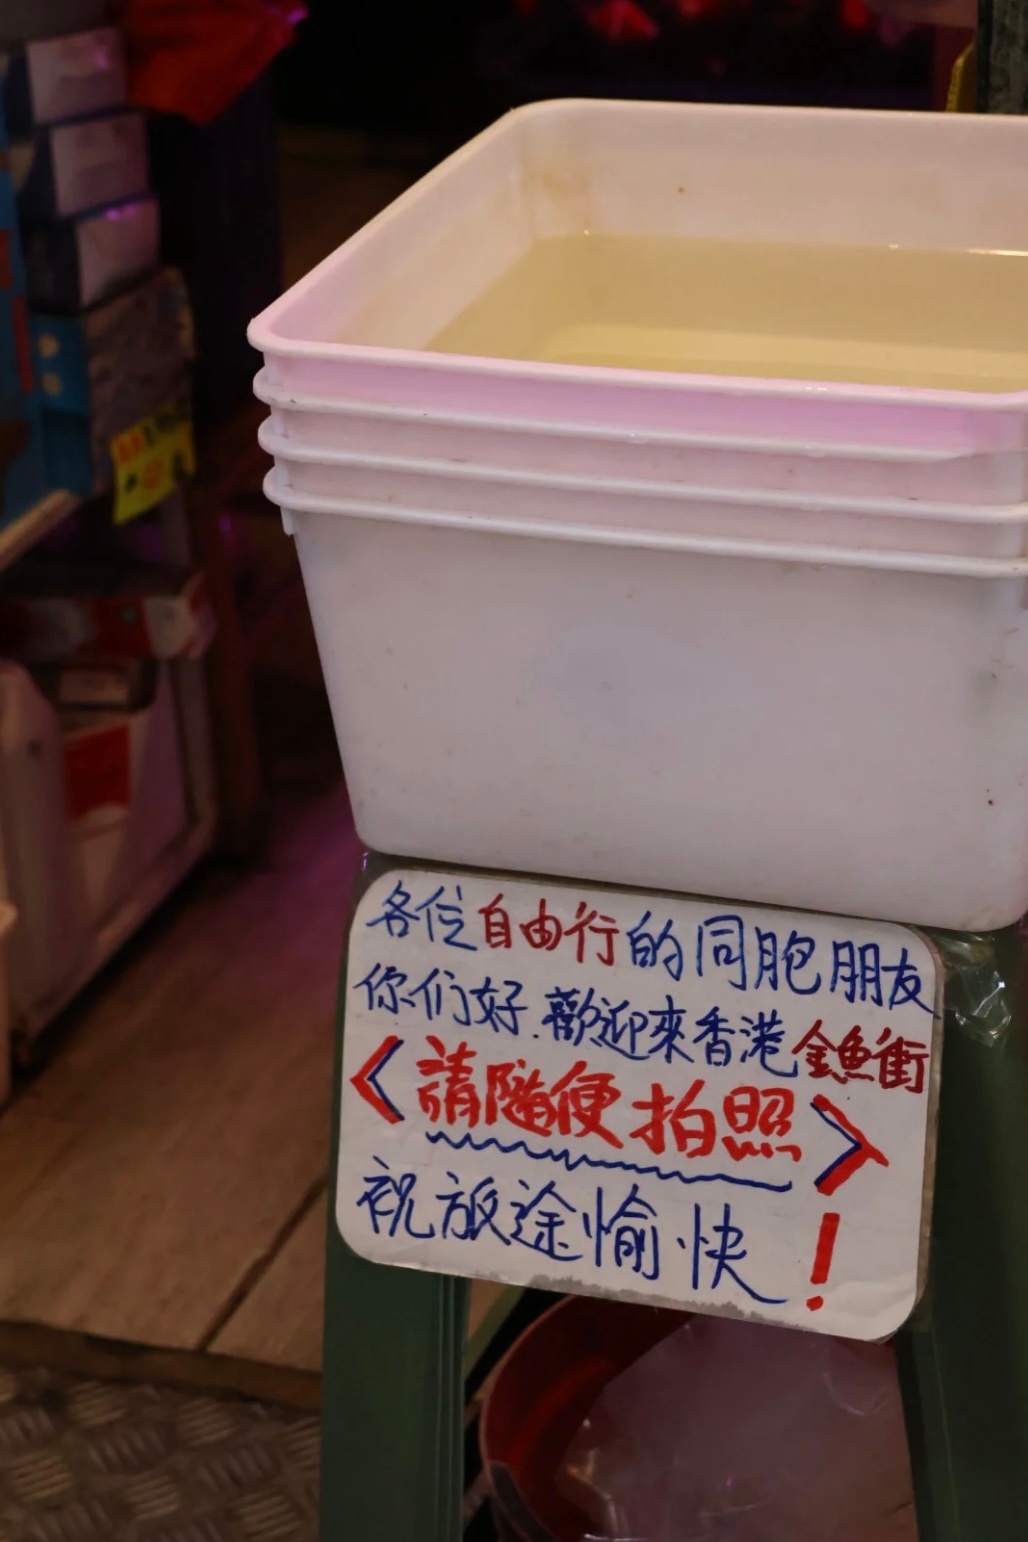 各位自由行的同胞朋友
你们好.歡迎來香港金魚街
<請隨便拍照>
祝旅途愉快!